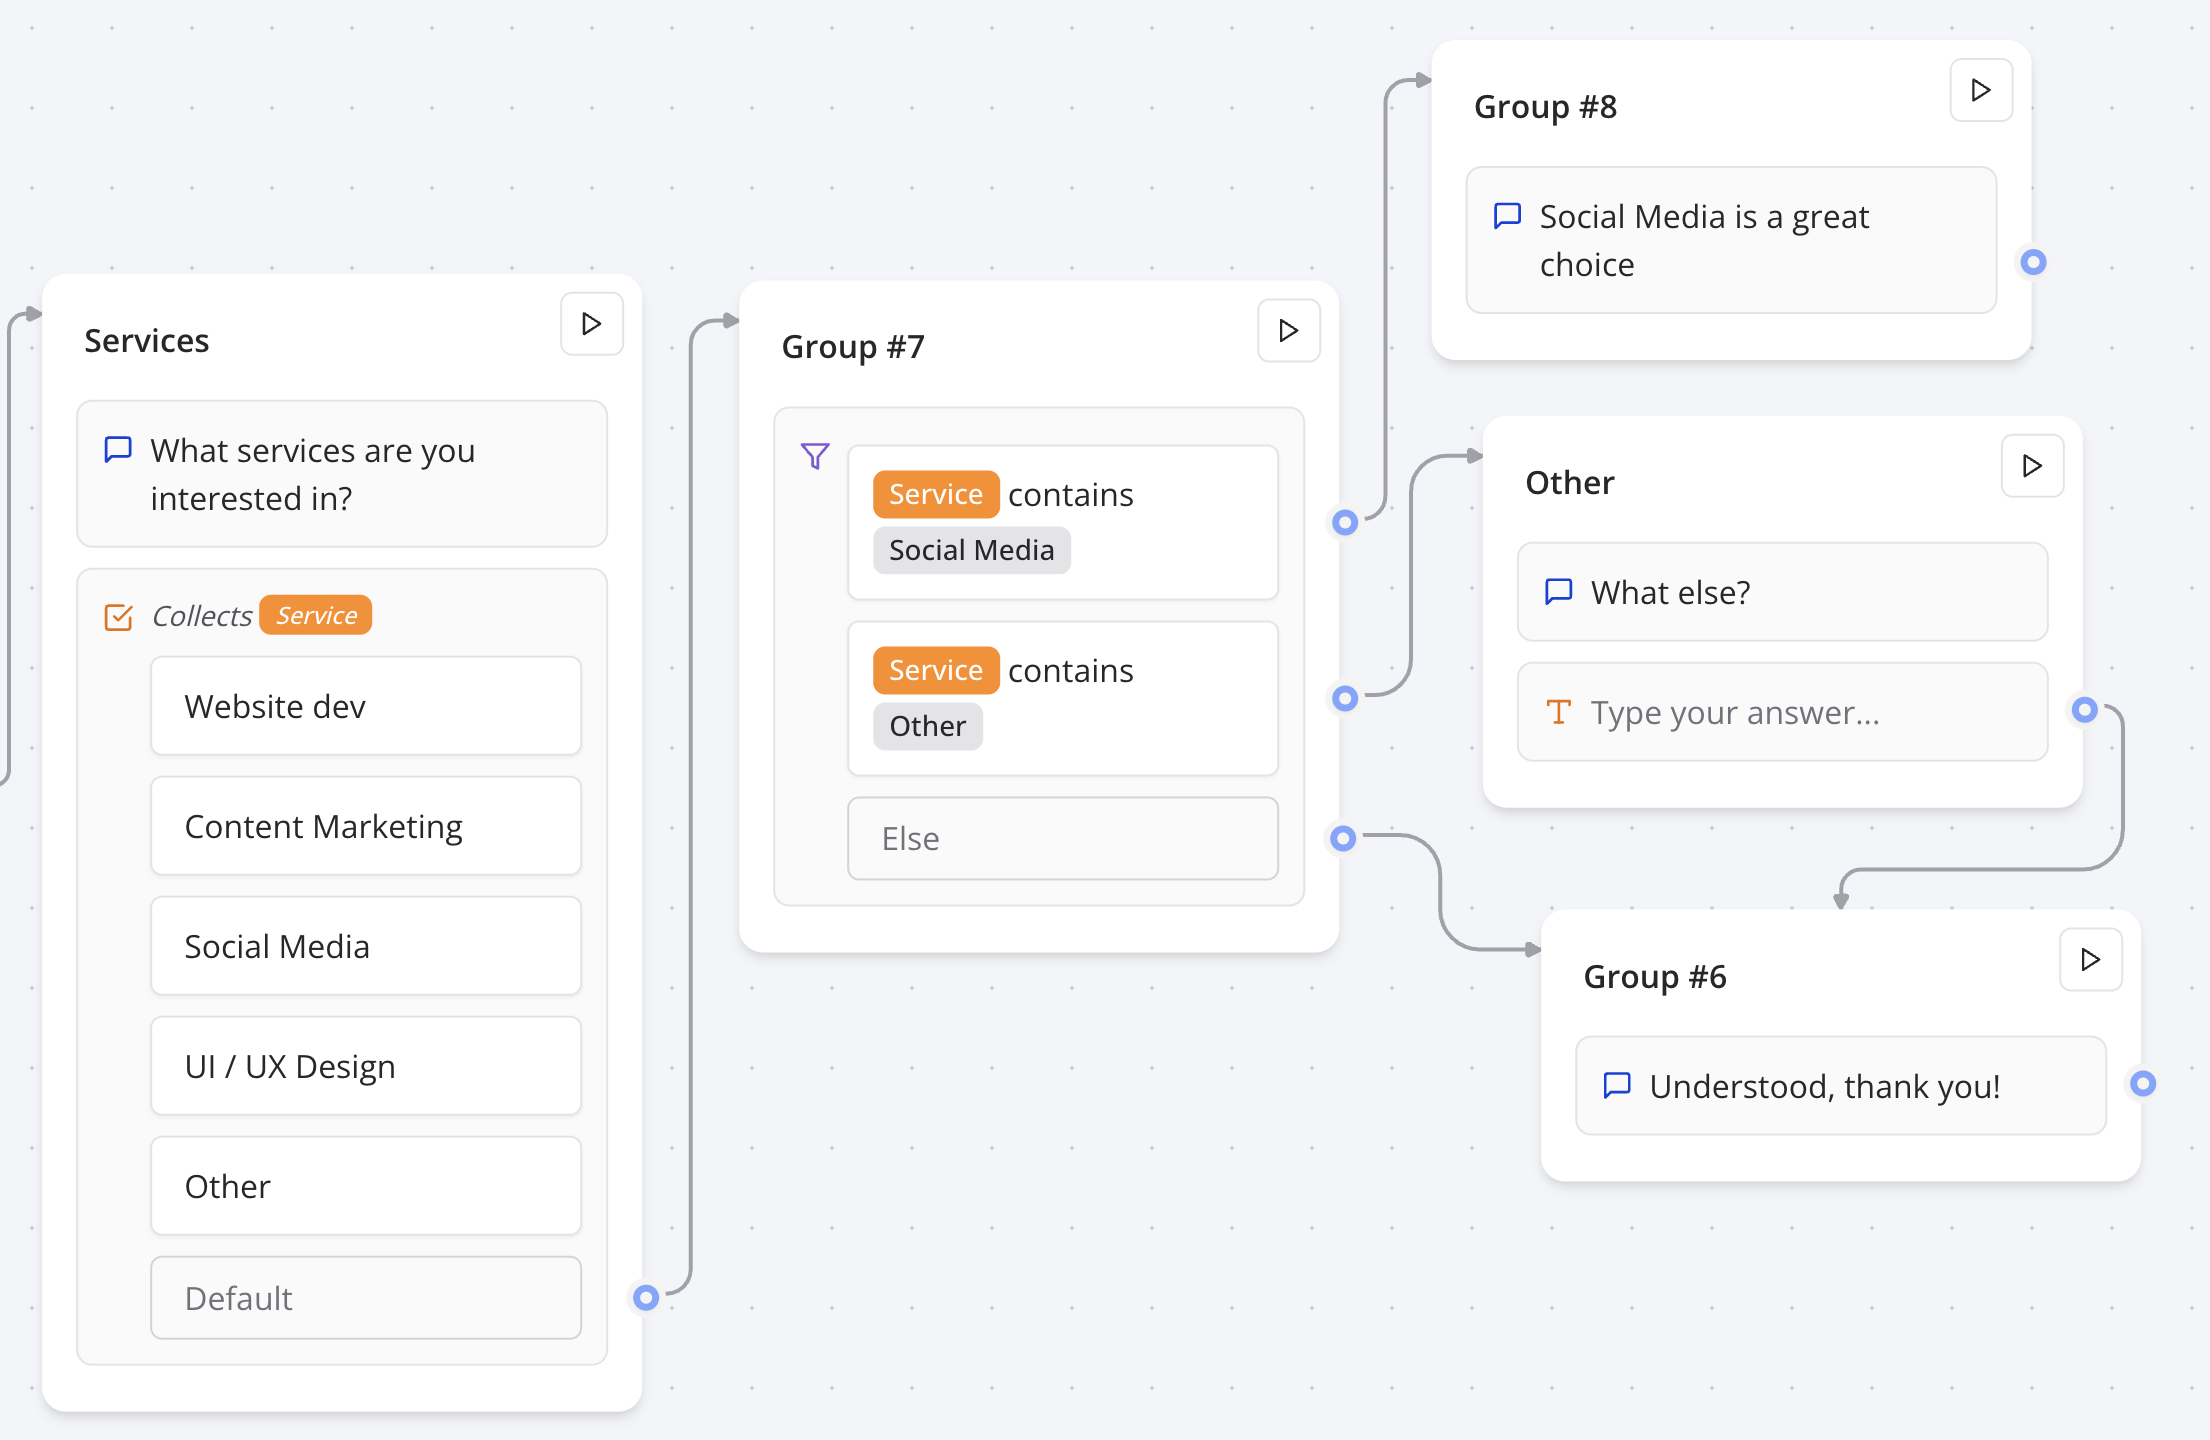 Services
What services are you
interested in?
Collects Service
Website dev
Content Marketing
Social Media
UI / UX Design
Other
Default
Group #7
Service contains
Social Media
Service contains
Other
Else
Group #8
Social Media is a great
choice
Other
What else?
Type your answer...
Group #6
Understood, thank you!